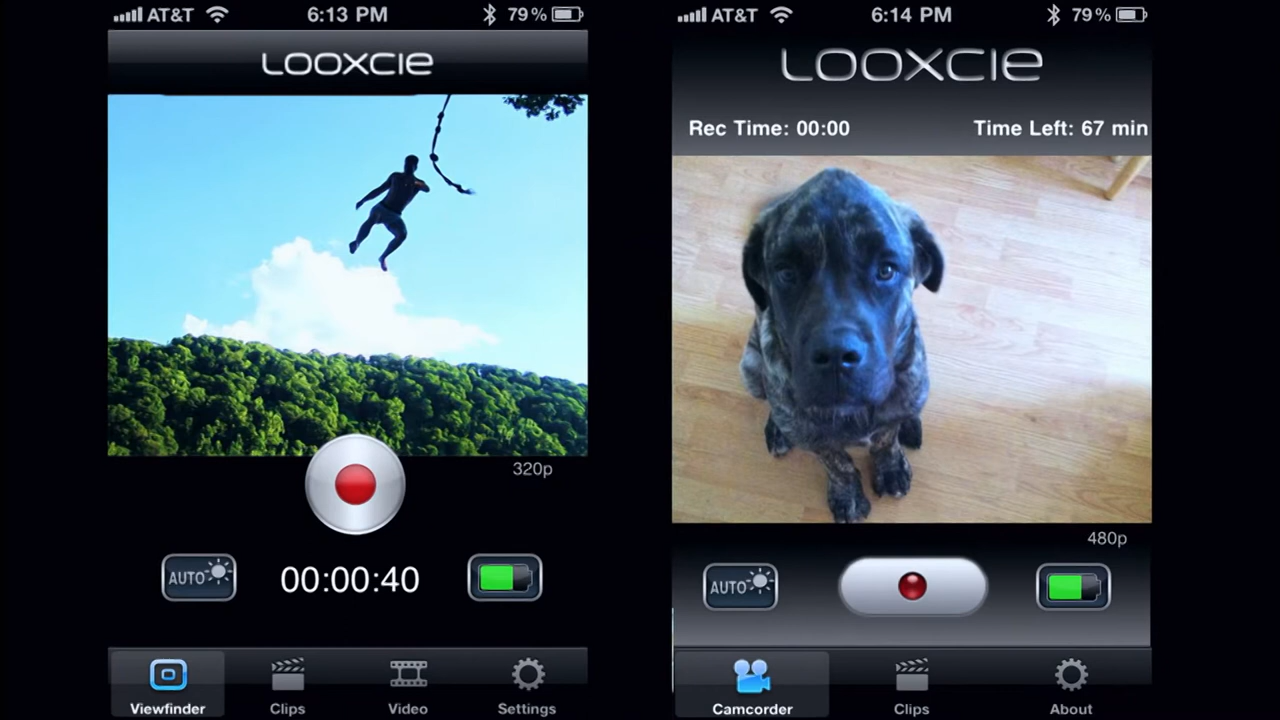 AT&T 6:13 PM 79%
LOOXCIE
320p
AUTO 00:00:40
Viewfinder Clips Video Settings
AT&T 6:14 PM 79%
LOOXCIE
Rec Time: 00:00 Time Left: 67 min
480p
AUTO
Camcorder Clips About